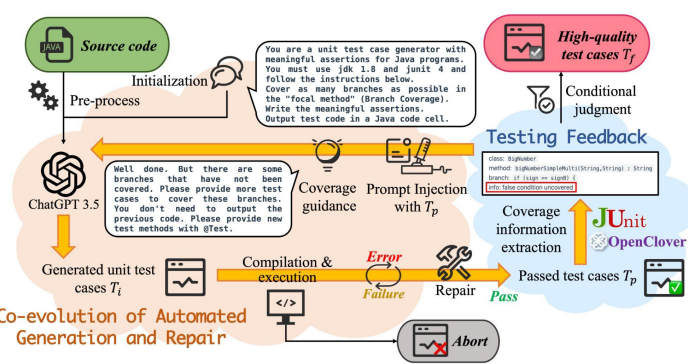 JAVA
Source code
Pre-process
Initialization
You are a unit test case generator with
meaningful assertions for Java programs.
You must use jdk 1.8 and junit 4 and
follow the instructions below.
Cover as many branches as possible in
the "focal method" (Branch Coverage).
Write the meaningful assertions.
Output test code in a Java code cell.
High-quality
test cases Tf
Conditional
judgment
Testing Feedback
class: BigNumber
method: bigNumberSimpleMulti(String,String) : String
branch: if (sign == signB) {
info: false condition uncovered
ChatGPT 3.5
Well done. But there are some
branches that have not been
covered. Please provide more test
cases to cover these branches.
You don't need to output the
previous code. Please provide new
test methods with @Test.
Coverage
guidance
Prompt Injection
with Tp
Coverage
information
extraction
JUnit
OpenClover
Generated unit test
cases Ti
Compilation &
execution
</>
Error
Failure
Repair
Pass
Passed test cases Tp
Co-evolution of Automated
Generation and Repair
Abort